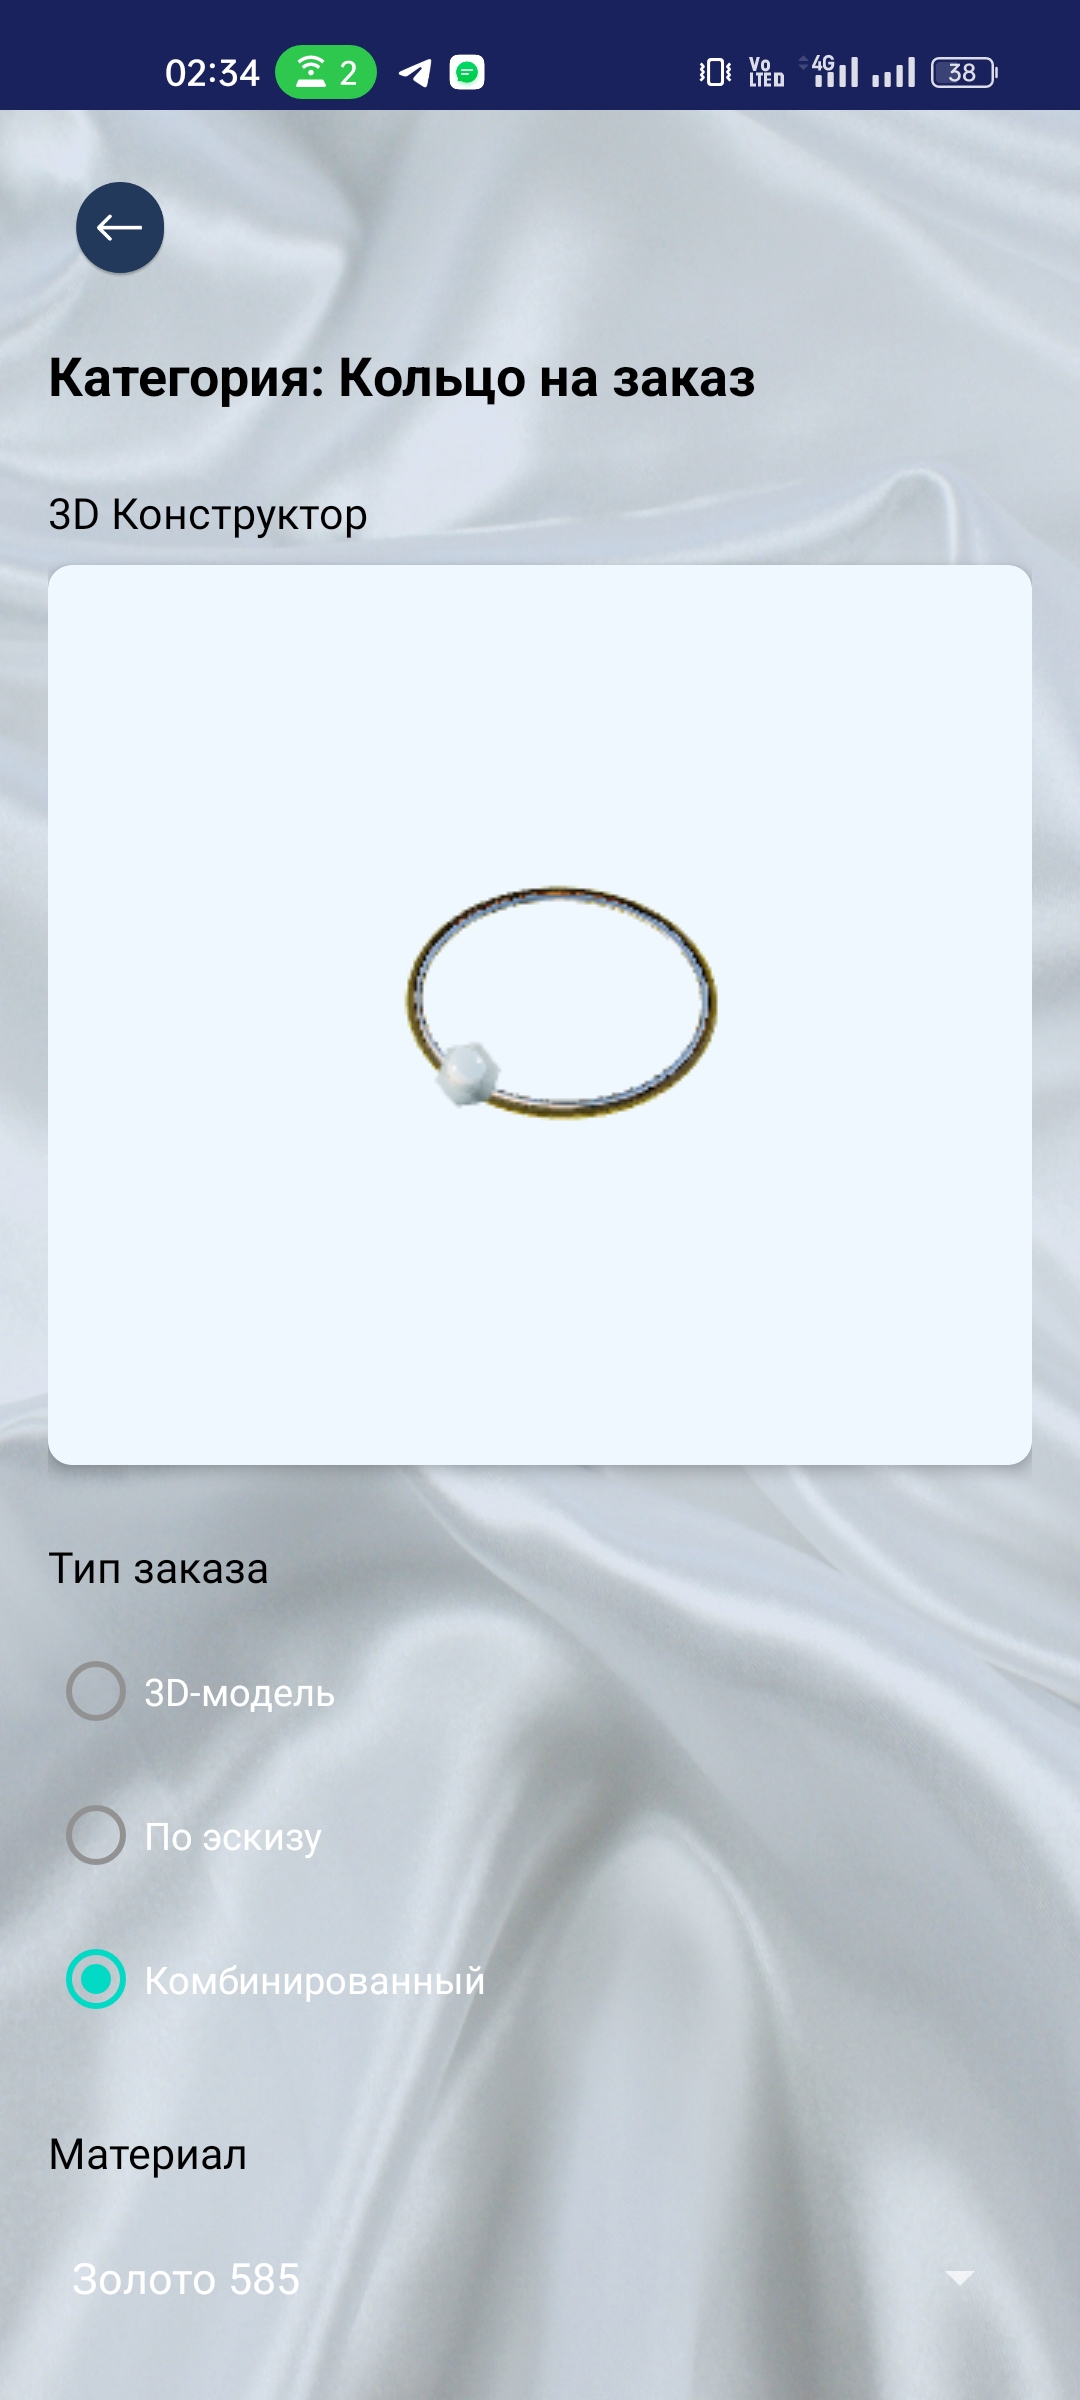 02:34
2
Vo
LTED
4G
38
Категория: Кольцо на заказ
3D Конструктор
Тип заказа
3D-модель
По эскизу
Комбинированный
Материал
Золото 585